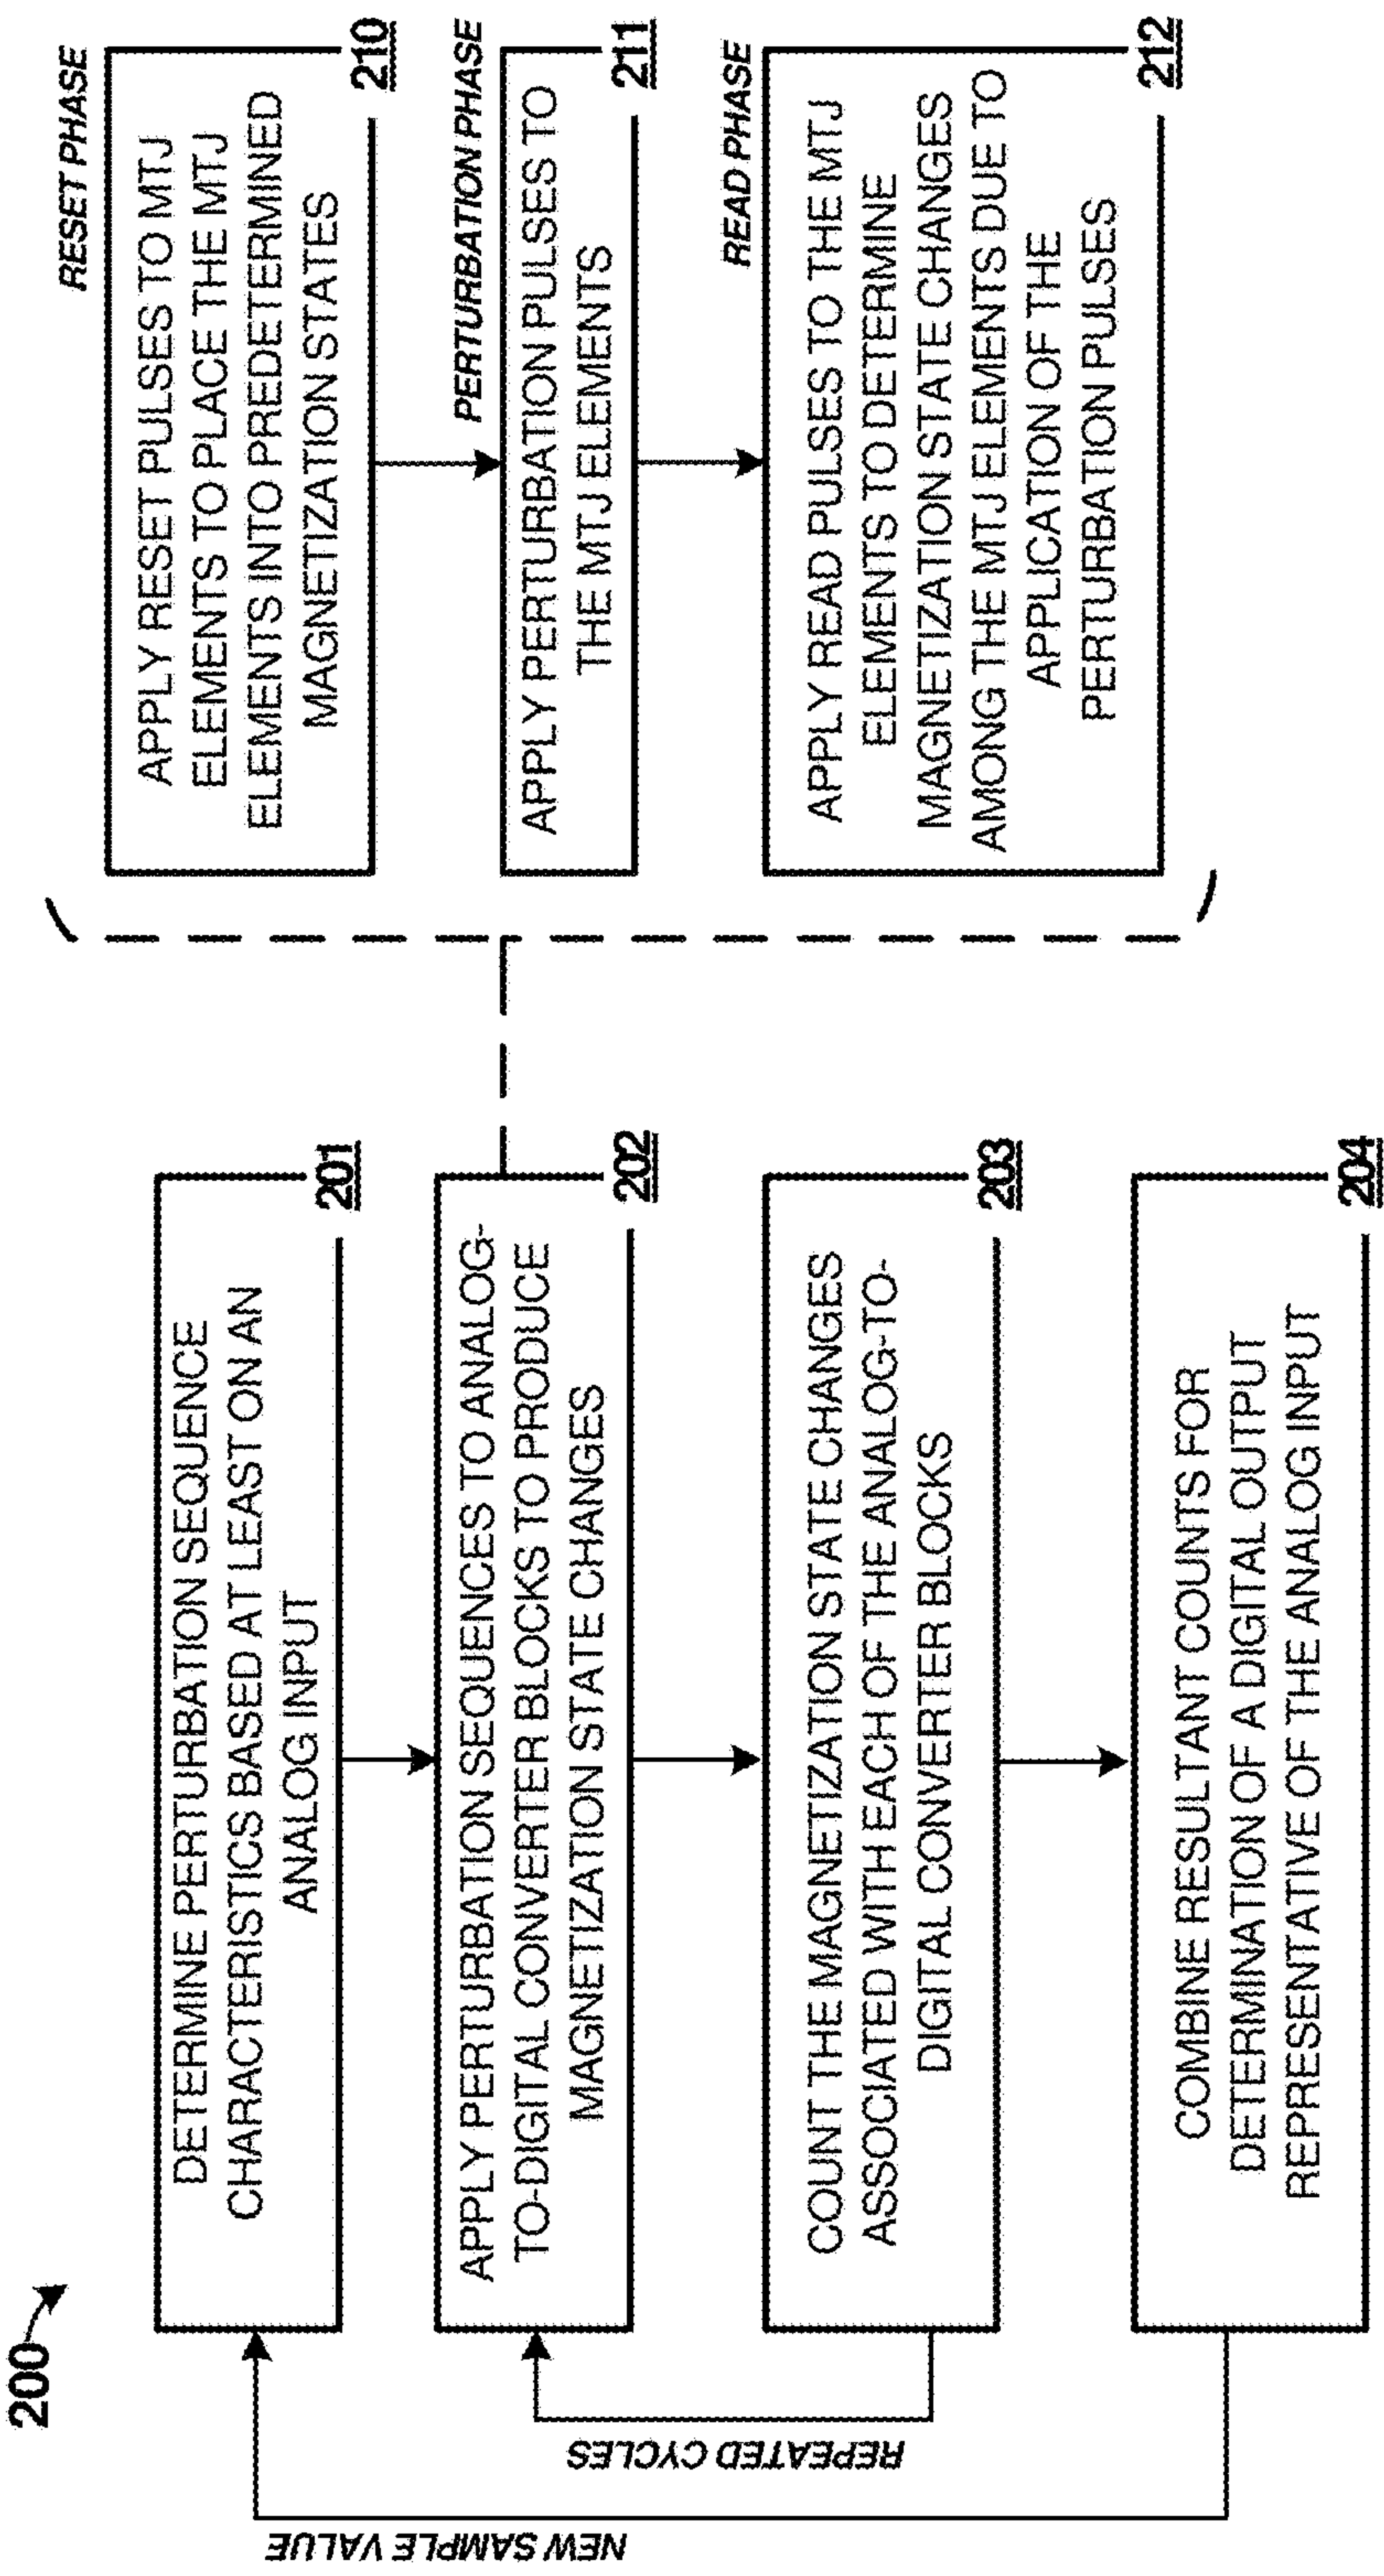 200
DETERMINE PERTURBATION SEQUENCE
CHARACTERISTICS BASED AT LEAST ON AN
ANALOG INPUT
201
APPLY PERTURBATION SEQUENCES TO ANALOG-
TO-DIGITAL CONVERTER BLOCKS TO PRODUCE
MAGNETIZATION STATE CHANGES
202
COUNT THE MAGNETIZATION STATE CHANGES
ASSOCIATED WITH EACH OF THE ANALOG-TO-
DIGITAL CONVERTER BLOCKS
203
COMBINE RESULTANT COUNTS FOR
DETERMINATION OF A DIGITAL OUTPUT
REPRESENTATIVE OF THE ANALOG INPUT
204
REPEATED CYCLES
NEW SAMPLE VALUE
RESET PHASE
APPLY RESET PULSES TO MTJ
ELEMENTS TO PLACE THE MTJ
ELEMENTS INTO PREDETERMINED
MAGNETIZATION STATES
210
PERTURBATION PHASE
APPLY PERTURBATION PULSES TO
THE MTJ ELEMENTS
211
READ PHASE
APPLY READ PULSES TO THE MTJ
ELEMENTS TO DETERMINE
MAGNETIZATION STATE CHANGES
AMONG THE MTJ ELEMENTS DUE TO
APPLICATION OF THE
PERTURBATION PULSES
212